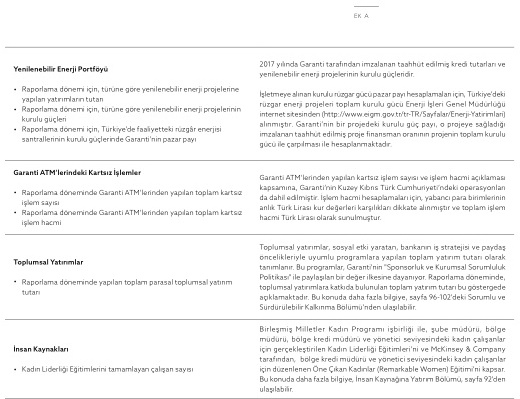 EK A
Yenilenebilir Enerji Portföyü
• Raporlama dönemi için, türüne göre yenilenebilir enerji projelerine
yapılan yatırımların tutarı
• Raporlama dönemi için, türüne göre yenilenebilir enerji projelerinin
kurulu güçleri
• Raporlama dönemi için, Türkiye'de faaliyetteki rüzgâr enerjisi
santrallerinin kurulu güçlerinde Garanti'nin pazar payı
2017 yılında Garanti tarafından imzalanan taahhüt edilmiş kredi tutarları ve
yenilenebilir enerji projelerinin kurulu güçleridir.
İşletmeye alınan kurulu rüzgar gücü pazar payı hesaplamaları için, Türkiye'deki
rüzgar enerji projeleri toplam kurulu gücü Enerji İşleri Genel Müdürlüğü
internet sitesinden (http://www.eigm.gov.tr/tr-TR/Sayfalar/Enerji-Yatirimlari)
alınmıştır. Garanti'nin bir projedeki kurulu güç payı, o projeye sağladığı
imzalanan taahhüt edilmiş proje finansman oranının projenin toplam kurulu
gücü ile çarpılması ile hesaplanmaktadır.
Garanti ATM'lerindeki Kartsız İşlemler
• Raporlama döneminde Garanti ATM'lerinden yapılan toplam kartsız
işlem sayısı
• Raporlama döneminde Garanti ATM'lerinden yapılan toplam kartsız
işlem hacmi
Garanti ATM'lerinden yapılan kartsız işlem sayısı ve işlem hacmi açıklaması
kapsamına, Garanti'nin Kuzey Kıbrıs Türk Cumhuriyeti'ndeki operasyonları
da dahil edilmiştir. İşlem hacmi hesaplamaları için, yabancı para birimlerinin
anlık Türk Lirası kur değerleri karşılıkları dikkate alınmıştır ve toplam işlem
hacmi Türk Lirası olarak sunulmuştur.
Toplumsal Yatırımlar
• Raporlama döneminde yapılan toplam parasal toplumsal yatırım
tutarı
Toplumsal yatırımlar, sosyal etki yaratan, bankanın iş stratejisi ve paydaş
öncelikleriyle uyumlu programlara yapılan toplam yatırım tutarı olarak
tanımlanır. Bu programlar, Garanti'nin "Sponsorluk ve Kurumsal Sorumluluk
Politikası" ile paylaşılan bir değer ilkesine dayanıyor. Raporlama döneminde,
toplumsal yatırımlara katkıda bulunulan toplam yatırım tutarı bu göstergede
açıklamaktadır. Bu konuda daha fazla bilgiye, sayfa 96-102'deki Sorumlu ve
Sürdürülebilir Kalkınma Bölümü'nden ulaşılabilir.
İnsan Kaynakları
• Kadın Liderliği Eğitimlerini tamamlayan çalışan sayısı
Birleşmiş Milletler Kadın Programı işbirliği ile, şube müdürü, bölge
müdürü, bölge kredi müdürü ve yönetici seviyesindeki kadın çalışanlar
için gerçekleştirilen Kadın Liderliği Eğitimleri'ni ve McKinsey & Company
tarafından, bölge kredi müdürü ve yönetici seviyesindeki kadın çalışanlar
için düzenlenen Öne Çıkan Kadınlar (Remarkable Women) Eğitimi'ni kapsar.
Bu konuda daha fazla bilgiye, İnsan Kaynağına Yatırım Bölümü, sayfa 92'den
ulaşılabilir.